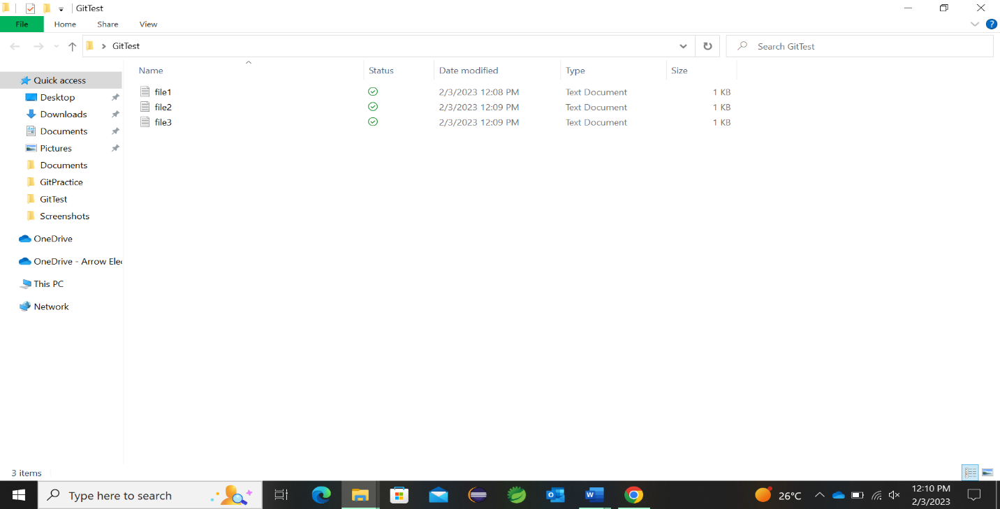 GitTest
File Home Share View
?
GitTest
Search GitTest
Name Status Date modified Type Size
Quick access
Desktop
Downloads
Documents
Pictures
Documents
GitPractice
GitTest
Screenshots
OneDrive
OneDrive - Arrow Elec
This PC
Network
file1 2/3/2023 12:08 PM Text Document 1 KB
file2 2/3/2023 12:09 PM Text Document 1 KB
file3 2/3/2023 12:09 PM Text Document 1 KB
3 items
Type here to search
26°C
12:10 PM
2/3/2023